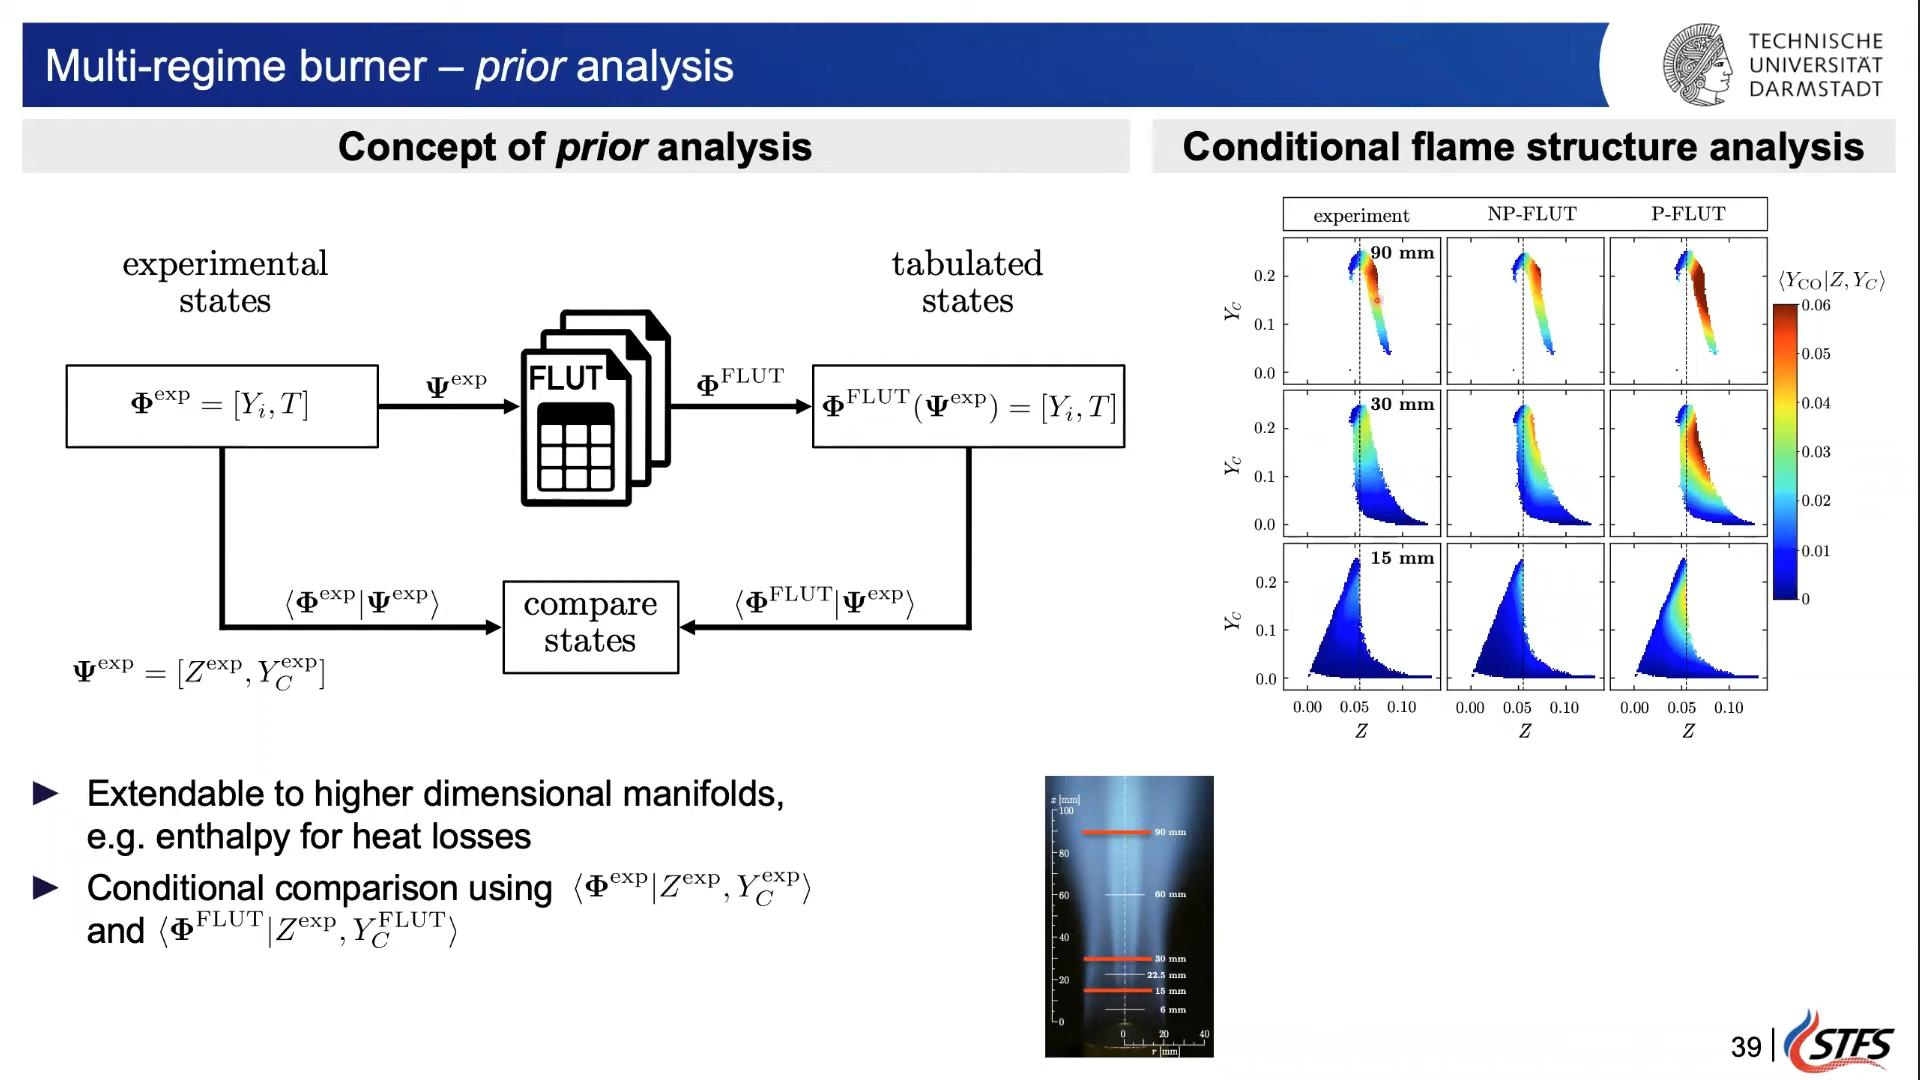 Multi-regime burner – prior analysis
TECHNISCHE
UNIVERSITÄT
DARMSTADT
Concept of prior analysis
experimental
states
tabulated
states
Φ^exp = [Y_i, T]
Ψ^exp
FLUT
Φ^FLUT
Φ^FLUT(Ψ^exp) = [Y_i, T]
⟨Φ^exp|Ψ^exp⟩
compare
states
⟨Φ^FLUT|Ψ^exp⟩
Ψ^exp = [Z^exp, Y_C^exp]
► Extendable to higher dimensional manifolds,
e.g. enthalpy for heat losses
► Conditional comparison using ⟨Φ^exp|Z^exp, Y_C^exp⟩
and ⟨Φ^FLUT|Z^exp, Y_C^FLUT⟩
Conditional flame structure analysis
experiment NP-FLUT P-FLUT
90 mm
Y_C
0.2
0.1
0.0
30 mm
Y_C
0.2
0.1
0.0
15 mm
Y_C
0.2
0.1
0.0
0.00 0.05 0.10 0.00 0.05 0.10 0.00 0.05 0.10
Z Z Z
⟨Y_CO|Z, Y_C⟩
0.06
0.05
0.04
0.03
0.02
0.01
0
x [mm]
100
90 mm
80
60
60 mm
40
30 mm
22.5 mm
20
15 mm
6 mm
0
0 20 40
r [mm]
39
STFS